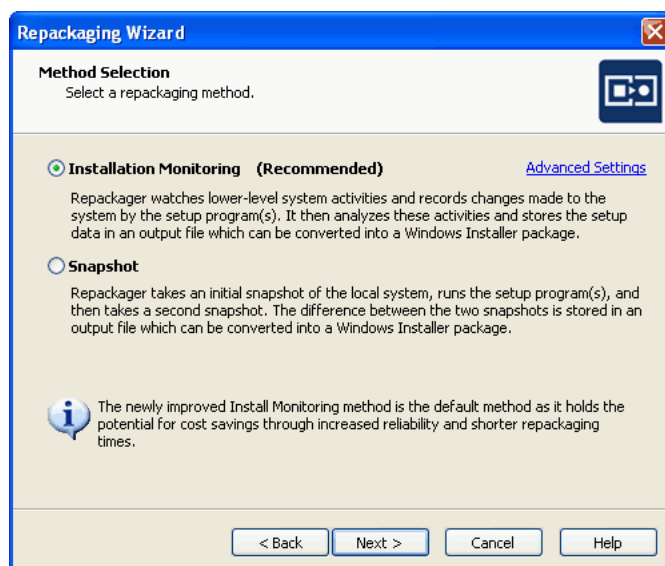 Repackaging Wizard
Method Selection
Select a repackaging method.
Installation Monitoring (Recommended)
Advanced Settings
Repackager watches lower-level system activities and records changes made to the
system by the setup program(s). It then analyzes these activities and stores the setup
data in an output file which can be converted into a Windows Installer package.
Snapshot
Repackager takes an initial snapshot of the local system, runs the setup program(s), and
then takes a second snapshot. The difference between the two snapshots is stored in an
output file which can be converted into a Windows Installer package.
The newly improved Install Monitoring method is the default method as it holds the
potential for cost savings through increased reliability and shorter repackaging
times.
< Back
Next >
Cancel
Help